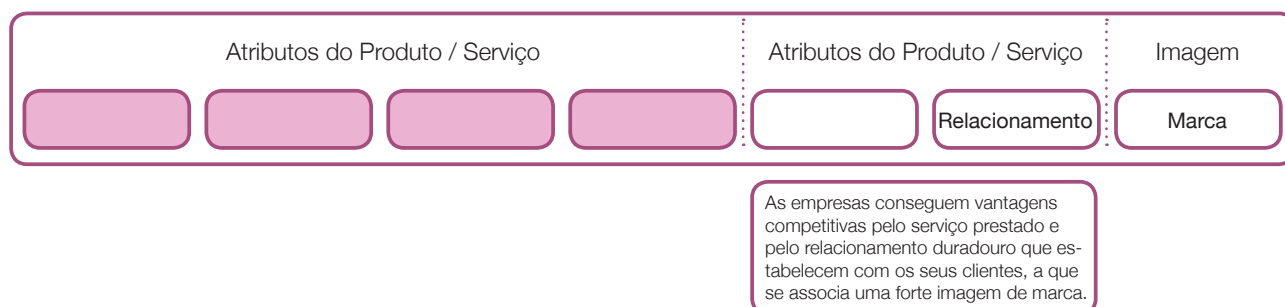 Atributos do Produto / Serviço
Atributos do Produto / Serviço
Imagem
Relacionamento
Marca
As empresas conseguem vantagens
competitivas pelo serviço prestado e
pelo relacionamento duradouro que es-
tabelecem com os seus clientes, a que
se associa uma forte imagem de marca.